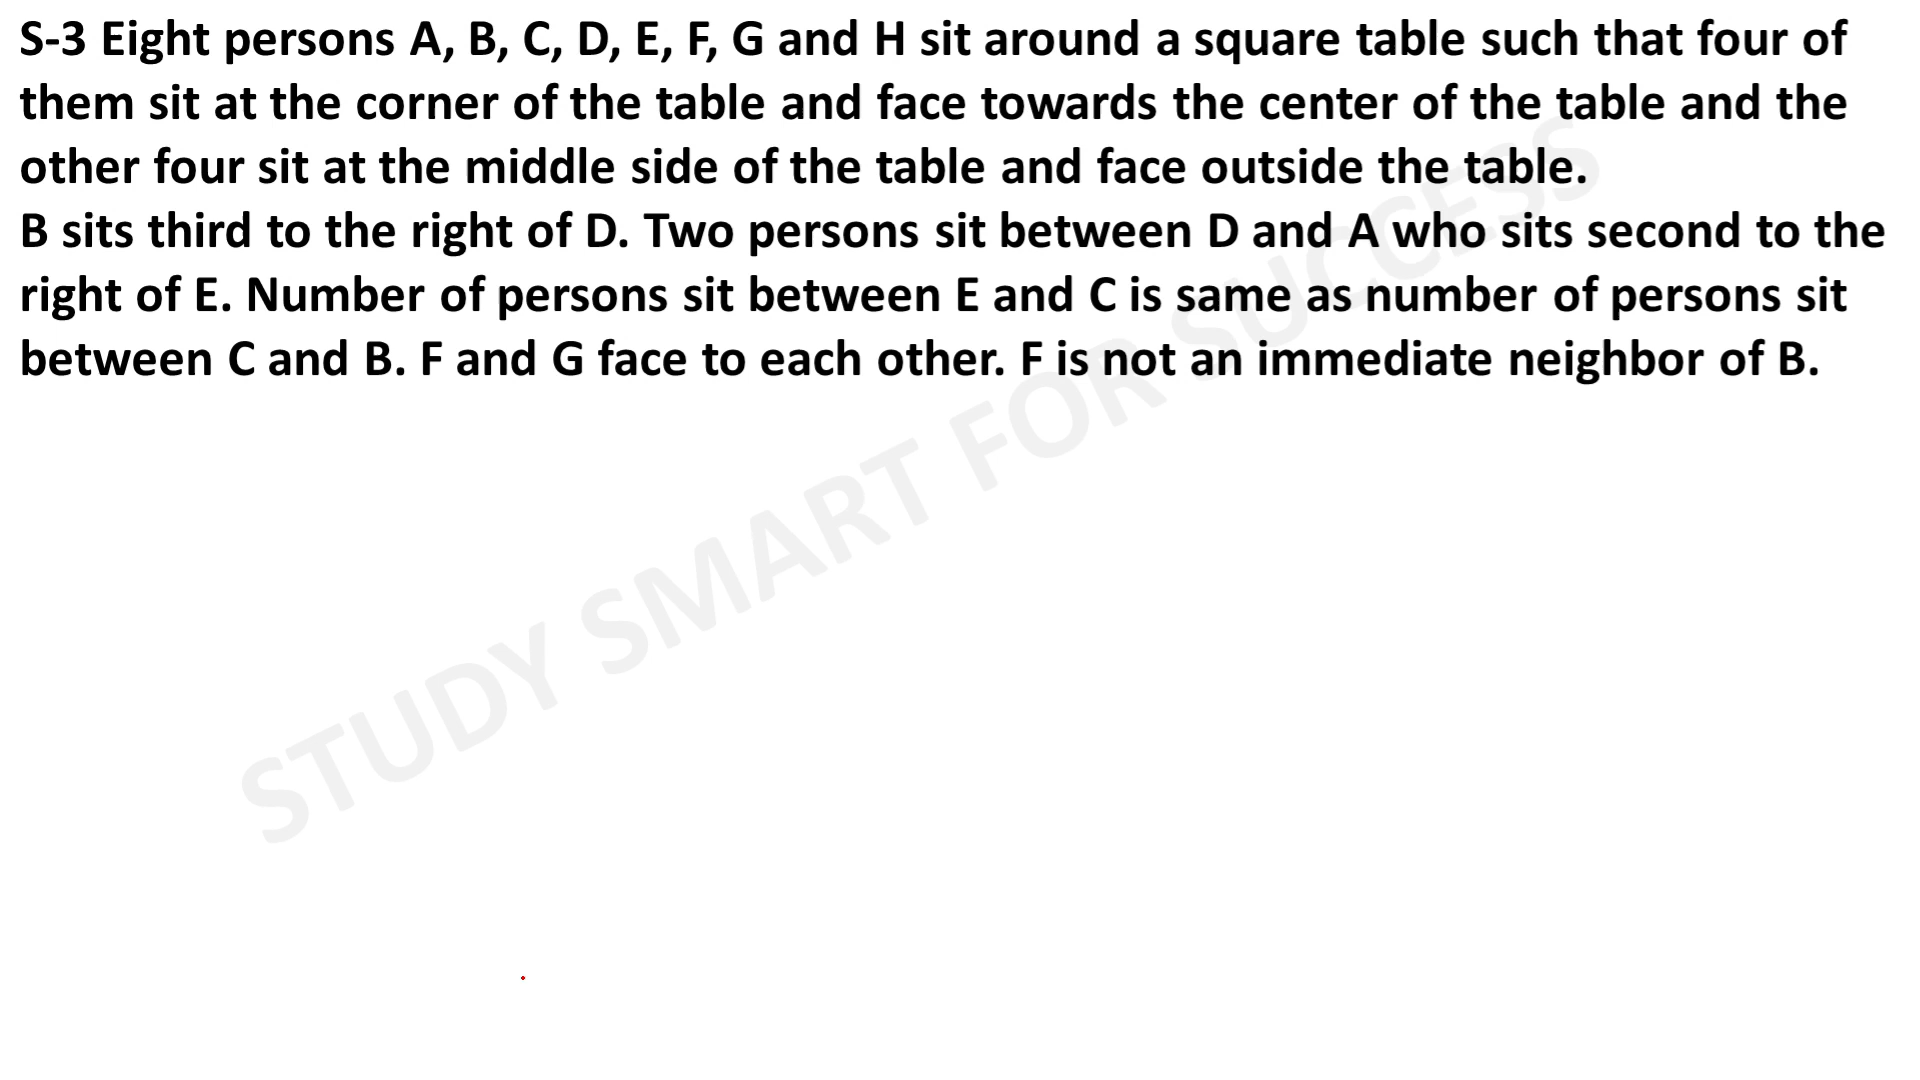 S-3 Eight persons A, B, C, D, E, F, G and H sit around a square table such that four of
them sit at the corner of the table and face towards the center of the table and the
other four sit at the middle side of the table and face outside the table.
B sits third to the right of D. Two persons sit between D and A who sits second to the
right of E. Number of persons sit between E and C is same as number of persons sit
between C and B. F and G face to each other. F is not an immediate neighbor of B.
STUDY SMART FOR SUCCESS